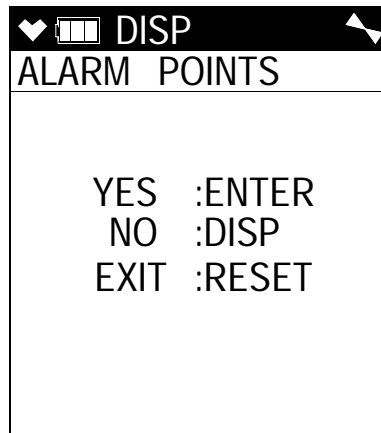 DISP
ALARM POINTS
YES :ENTER
NO :DISP
EXIT :RESET